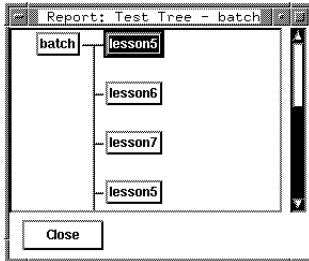 Report: Test Tree - batch
batch lesson5
lesson6
lesson7
lesson5
Close